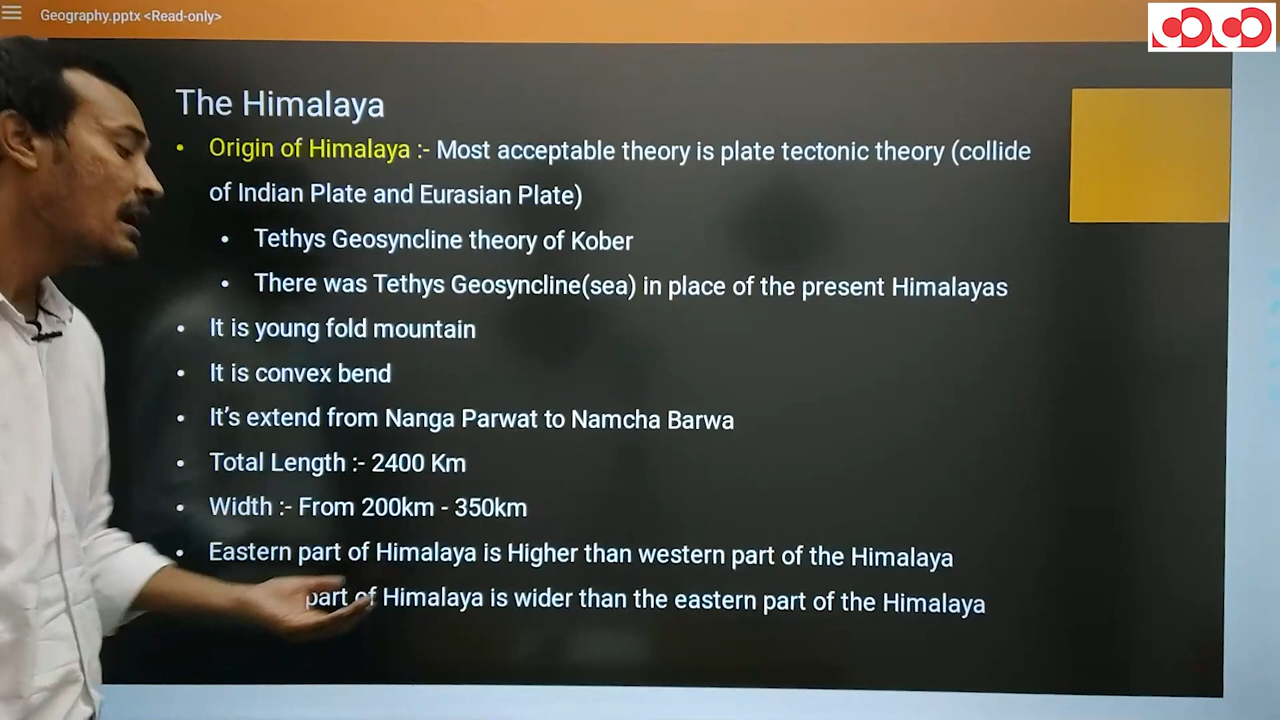 Geography.pptx <Read-only>
The Himalaya
• Origin of Himalaya :- Most acceptable theory is plate tectonic theory (collide
of Indian Plate and Eurasian Plate)
• Tethys Geosyncline theory of Kober
• There was Tethys Geosyncline(sea) in place of the present Himalayas
• It is young fold mountain
• It is convex bend
• It's extend from Nanga Parwat to Namcha Barwa
• Total Length :- 2400 Km
• Width :- From 200km - 350km
• Eastern part of Himalaya is Higher than western part of the Himalaya
part of Himalaya is wider than the eastern part of the Himalaya